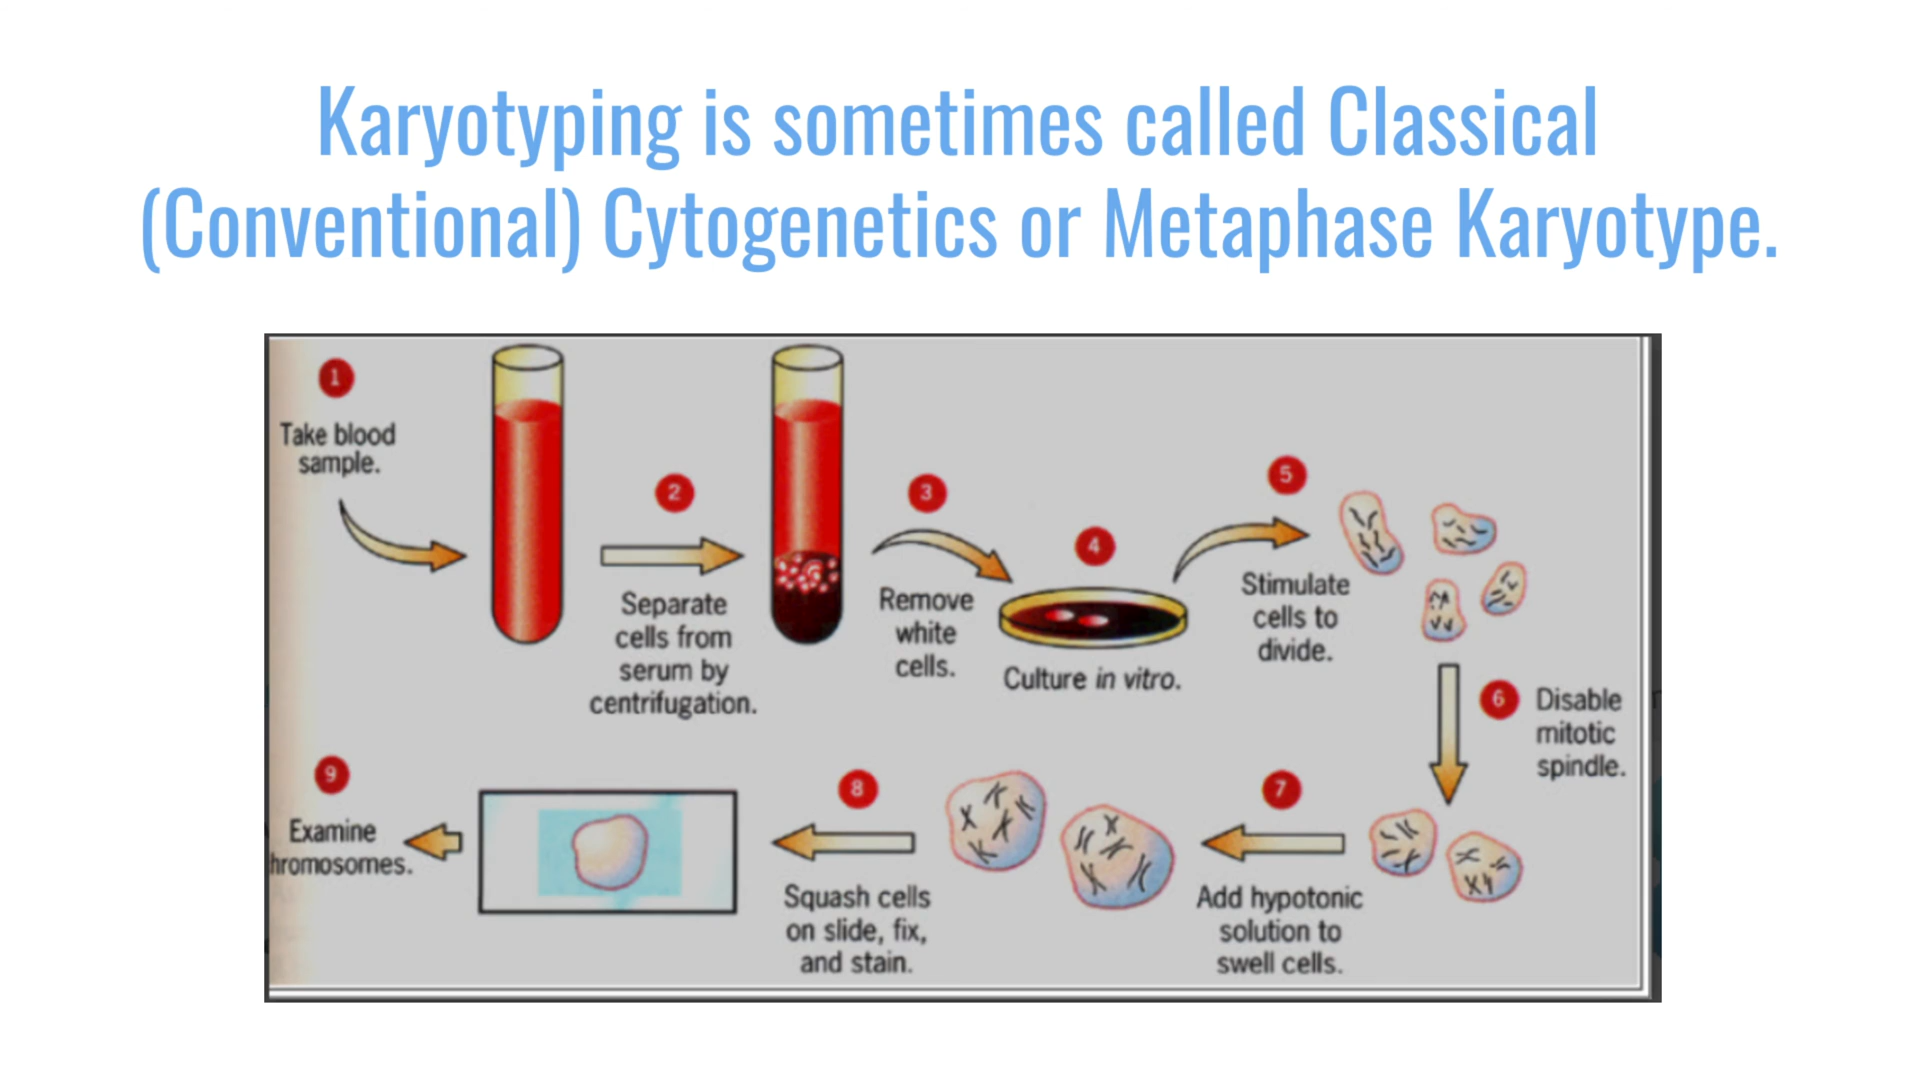 Karyotyping is sometimes called Classical
(Conventional) Cytogenetics or Metaphase Karyotype.
1
Take blood
sample.
2
Separate
cells from
serum by
centrifugation.
3
Remove
white
cells.
4
Culture in vitro.
5
Stimulate
cells to
divide.
6
Disable
mitotic
spindle.
7
Add hypotonic
solution to
swell cells.
8
Squash cells
on slide, fix,
and stain.
9
Examine
hromosomes.